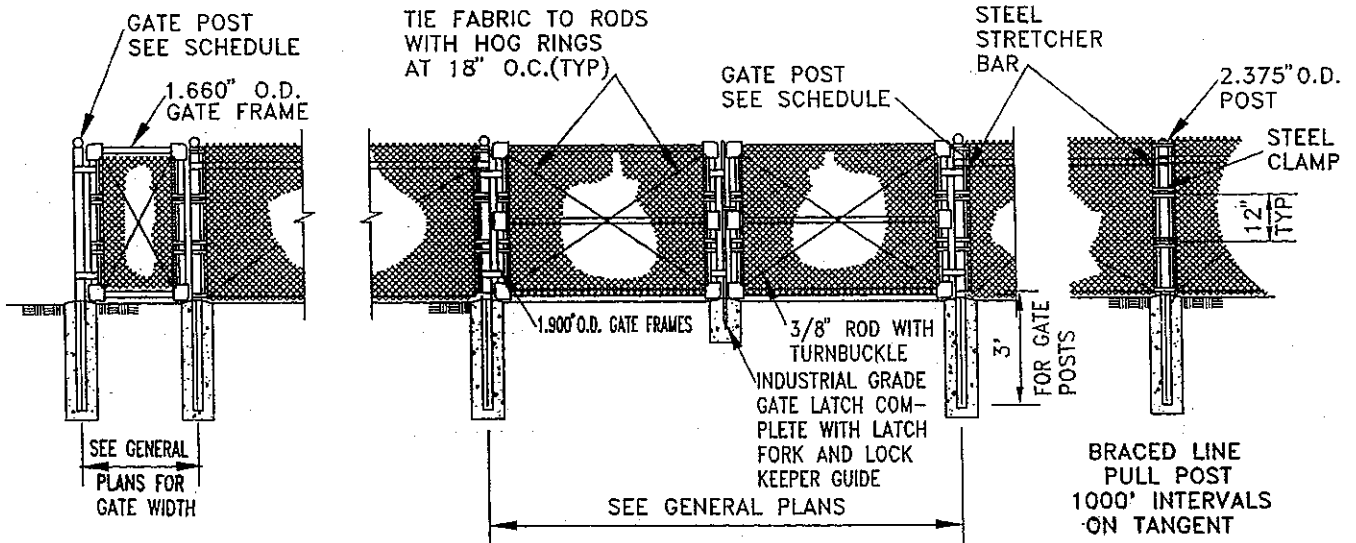 GATE POST
SEE SCHEDULE
1.660" O.D.
GATE FRAME
TIE FABRIC TO RODS
WITH HOG RINGS
AT 18" O.C.(TYP)
GATE POST
SEE SCHEDULE
STEEL
STRETCHER
BAR
2.375"O.D.
POST
STEEL
CLAMP
12"
TYP
1.900"O.D. GATE FRAMES
3/8" ROD WITH
TURNBUCKLE
INDUSTRIAL GRADE
GATE LATCH COM-
PLETE WITH LATCH
FORK AND LOCK
KEEPER GUIDE
3'
FOR GATE
POSTS
SEE GENERAL
PLANS FOR
GATE WIDTH
SEE GENERAL PLANS
BRACED LINE
PULL POST
1000' INTERVALS
ON TANGENT